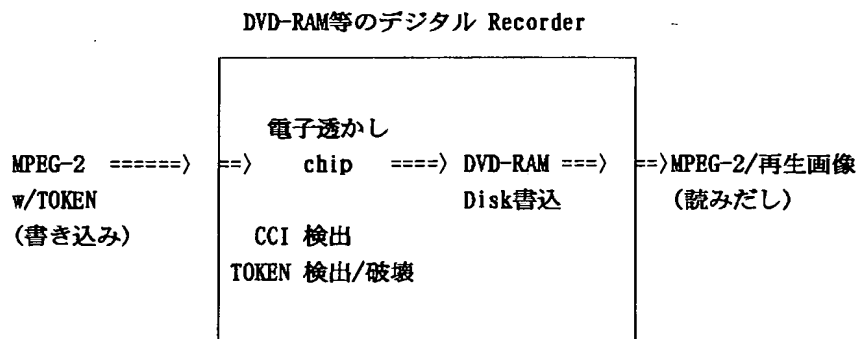 DVD-RAM等のデジタル Recorder
電子透かし
MPEG-2 ======〉 ==〉 chip ====〉 DVD-RAM ===〉 ==〉MPEG-2/再生画像
w/TOKEN Disk書込 (読みだし)
(書き込み) CCI 検出
TOKEN 検出/破壊